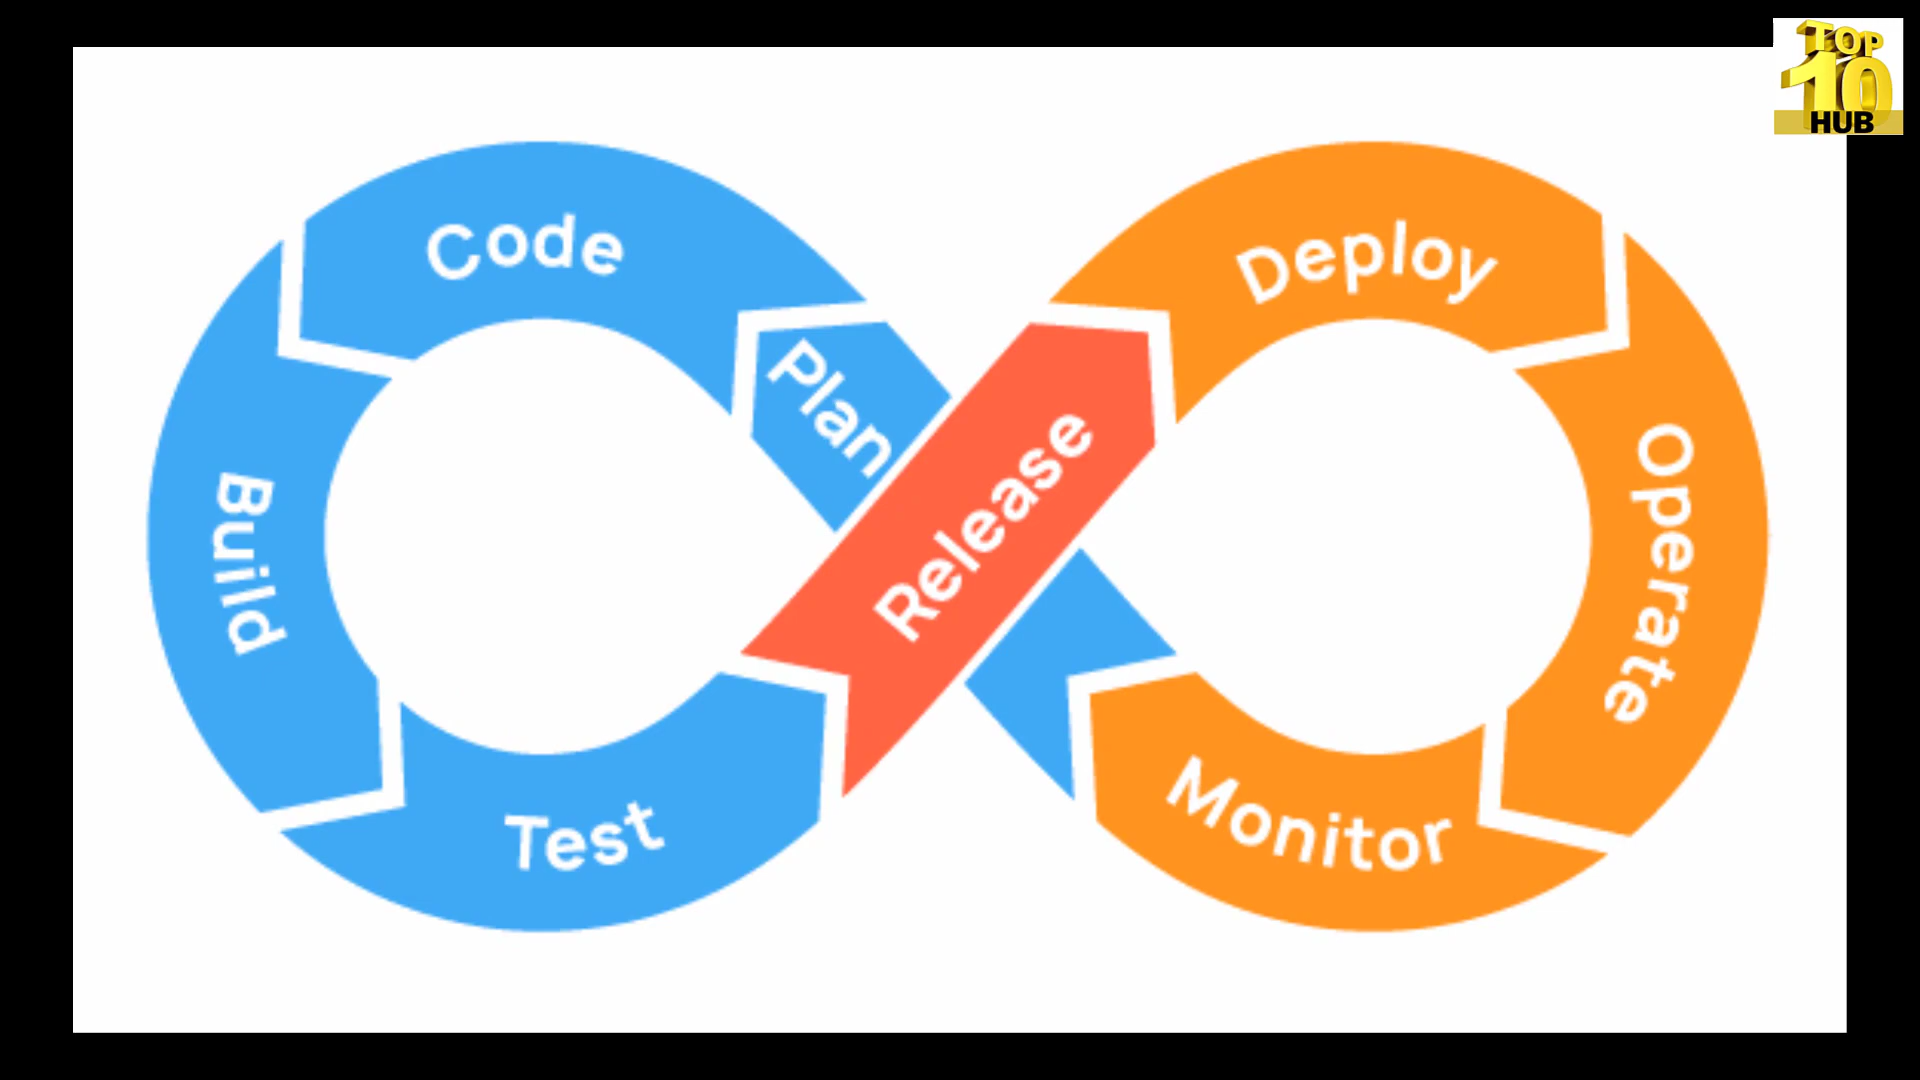 TOP
10
HUB
Code
Deploy
Plan
Release
Build
Operate
Test
Monitor